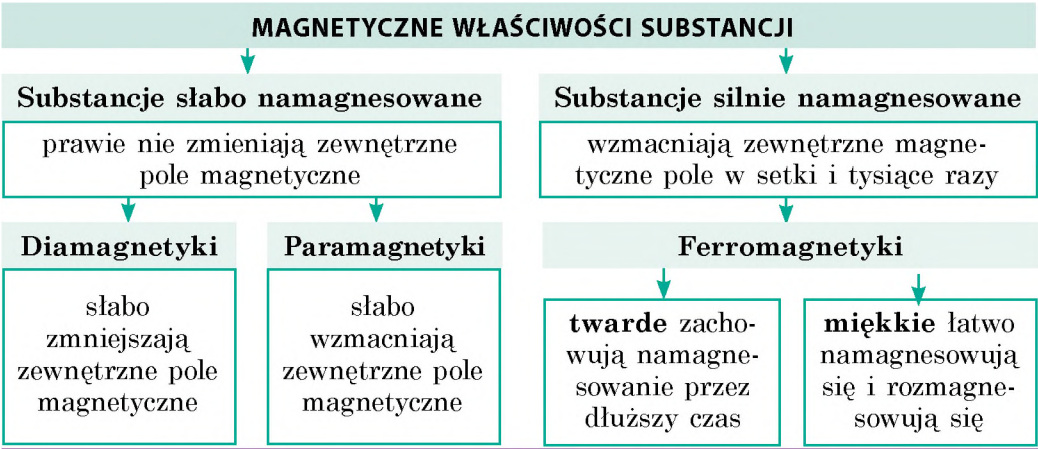 MAGNETYCZNE WŁAŚCIWOŚCI SUBSTANCJI
Substancje słabo namagnesowane
prawie nie zmieniają zewnętrzne
pole magnetyczne
Diamagnetyki
słabo
zmniejszają
zewnętrzne pole
magnetyczne
Paramagnetyki
słabo
wzmacniają
zewnętrzne pole
magnetyczne
Substancje silnie namagnesowane
wzmacniają zewnętrzne magne-
tyczne pole w setki i tysiące razy
Ferromagnetyki
twarde zacho-
wują namagne-
sowanie przez
dłuższy czas
miękkie łatwo
namagnesowują
się i rozmagne-
sowują się